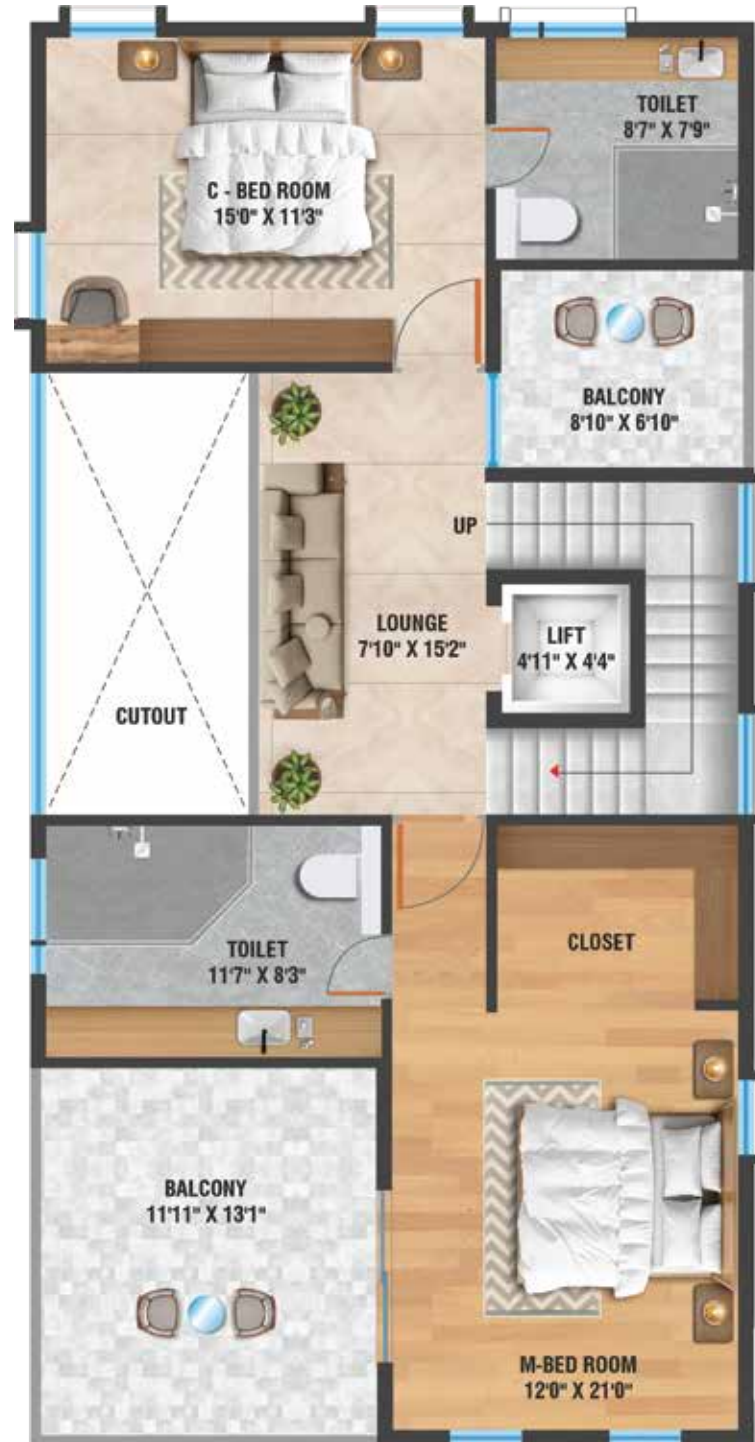 TOILET
8'7" X 7'9"
C - BED ROOM
15'0" X 11'3"
BALCONY
8'10" X 6'10"
UP
LOUNGE
7'10" X 15'2"
LIFT
4'11" X 4'4"
CUTOUT
TOILET
11'7" X 8'3"
CLOSET
BALCONY
11'11" X 13'1"
M-BED ROOM
12'0" X 21'0"